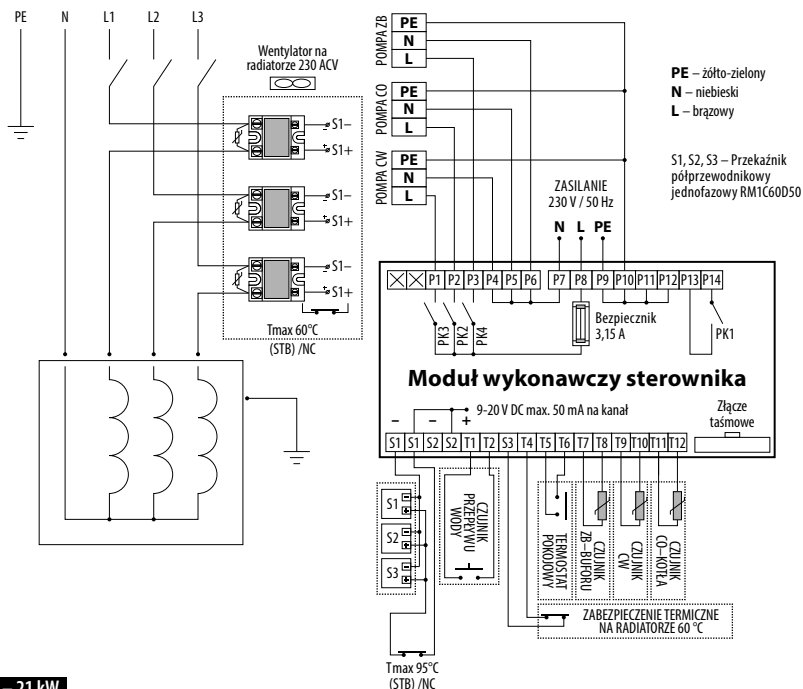 PE N L1 L2 L3
Wentylator na
radiatorze 230 ACV
S1–
S1+
S1–
S1+
S1–
S1+
Tmax 60°C
(STB) /NC
POMPA ZB
PE
N
L
POMPA CO
PE
N
L
POMPA CW
PE
N
L
PE – żółto-zielony
N – niebieski
L – brązowy
S1, S2, S3 – Przekaźnik
półprzewodnikowy
jednofazowy RM1C60D50
ZASILANIE
230 V / 50 Hz
N L PE
P1 P2 P3 P4 P5 P6 P7 P8 P9 P10 P11 P12 P13 P14
PK3 PK2 PK4
Bezpiecznik
3,15 A
PK1
Moduł wykonawczy sterownika
9-20 V DC max. 50 mA na kanał
– – +
Złącze
taśmowe
S1 S1 S2 S2 T1 T2 S3 T4 T5 T6 T7 T8 T9 T10 T11 T12
S1 – +
S2 – +
S3 – +
CZUJNIK
PRZEPŁYWU
WODY
TERMOSTAT
POKOJOWY
CZUJNIK
ZB–BUFORU
CZUJNIK
CW
CZUJNIK
CO–KOTŁA
ZABEZPIECZENIE TERMICZNE
NA RADIATORZE 60 °C
Tmax 95°C
(STB) /NC
– 21 kW